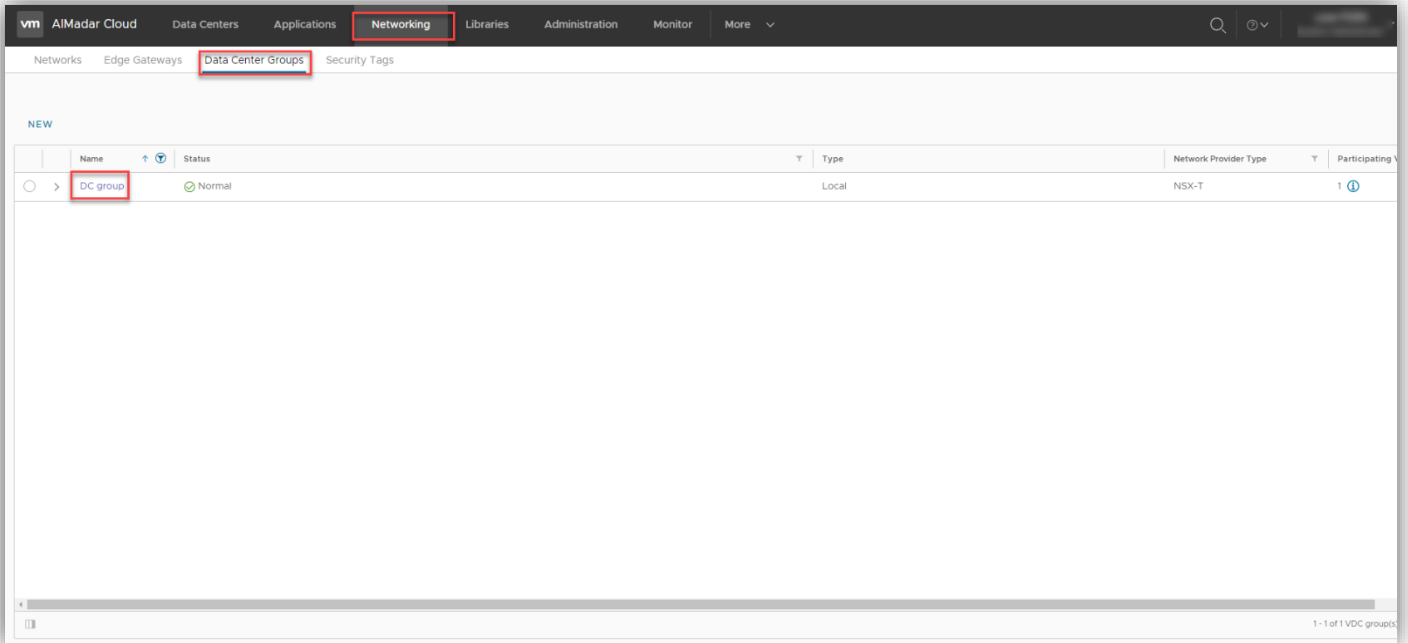 vm AlMadar Cloud Data Centers Applications Networking Libraries Administration Monitor More
Networks Edge Gateways Data Center Groups Security Tags
NEW
Name Status Type Network Provider Type Participating
DC group Normal Local NSX-T 1
1 - 1 of 1 VDC group(s)